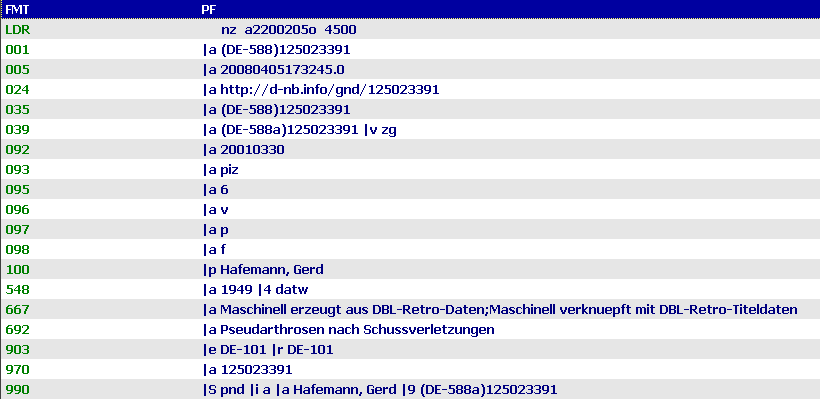 FMT PF
LDR nz a2200205o 4500
001 |a (DE-588)125023391
005 |a 20080405173245.0
024 |a http://d-nb.info/gnd/125023391
035 |a (DE-588)125023391
039 |a (DE-588a)125023391 |v zg
092 |a 20010330
093 |a piz
095 |a 6
096 |a v
097 |a p
098 |a f
100 |p Hafemann, Gerd
548 |a 1949 |4 datw
667 |a Maschinell erzeugt aus DBL-Retro-Daten;Maschinell verknuepft mit DBL-Retro-Titeldaten
692 |a Pseudarthrosen nach Schussverletzungen
903 |e DE-101 |r DE-101
970 |a 125023391
990 |S pnd |i a |a Hafemann, Gerd |9 (DE-588a)125023391